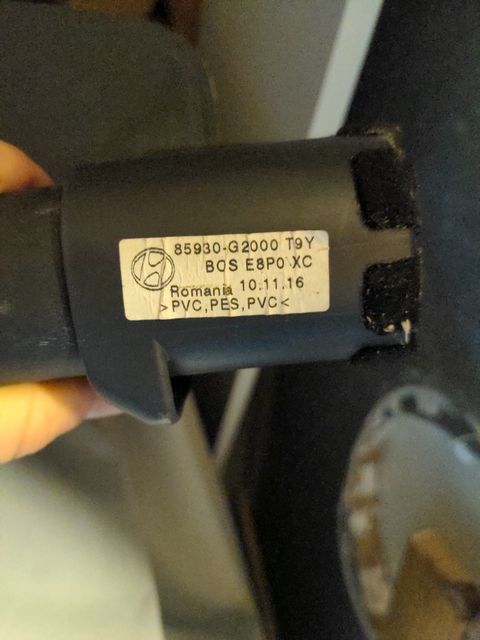 85930-G2000 T9Y
BOS E8P0 XC
Romania 10.11.16
>PVC,PES,PVC<